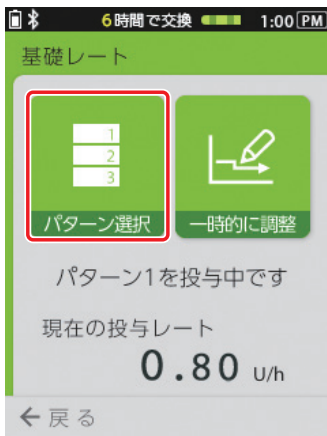 6時間で交換 1:00 PM
基礎レート
1
2
3
パターン選択 一時的に調整
パターン1を投与中です
現在の投与レート
0.80 U/h
戻る